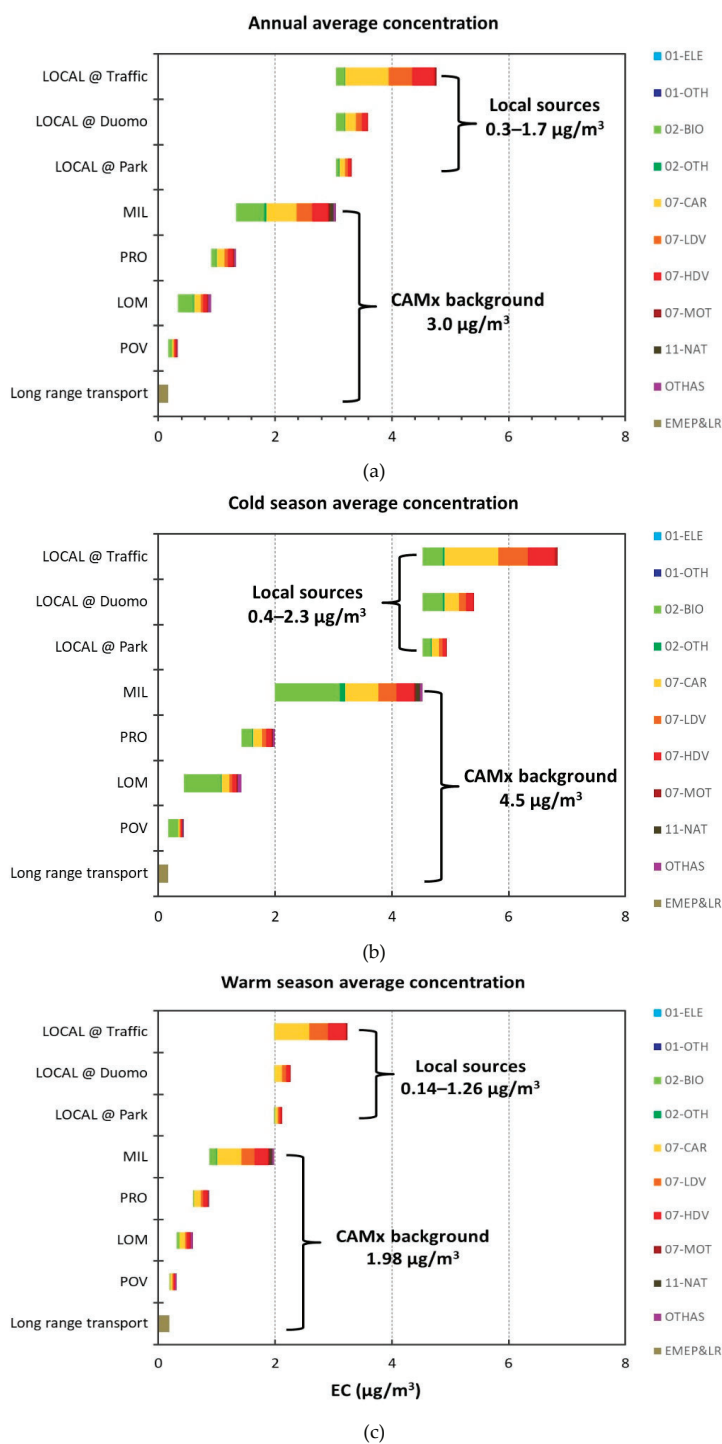 Annual average concentration
LOCAL @ Traffic
LOCAL @ Duomo
LOCAL @ Park
MIL
PRO
LOM
POV
Long range transport
Local sources
0.3–1.7 µg/m³
CAMx background
3.0 µg/m³
0 2 4 6 8
01-ELE
01-OTH
02-BIO
02-OTH
07-CAR
07-LDV
07-HDV
07-MOT
11-NAT
OTHAS
EMEP&LR
(a)
Cold season average concentration
LOCAL @ Traffic
LOCAL @ Duomo
LOCAL @ Park
MIL
PRO
LOM
POV
Long range transport
Local sources
0.4–2.3 µg/m³
CAMx background
4.5 µg/m³
0 2 4 6 8
01-ELE
01-OTH
02-BIO
02-OTH
07-CAR
07-LDV
07-HDV
07-MOT
11-NAT
OTHAS
EMEP&LR
(b)
Warm season average concentration
LOCAL @ Traffic
LOCAL @ Duomo
LOCAL @ Park
MIL
PRO
LOM
POV
Long range transport
Local sources
0.14–1.26 µg/m³
CAMx background
1.98 µg/m³
0 2 4 6 8
EC (µg/m³)
01-ELE
01-OTH
02-BIO
02-OTH
07-CAR
07-LDV
07-HDV
07-MOT
11-NAT
OTHAS
EMEP&LR
(c)